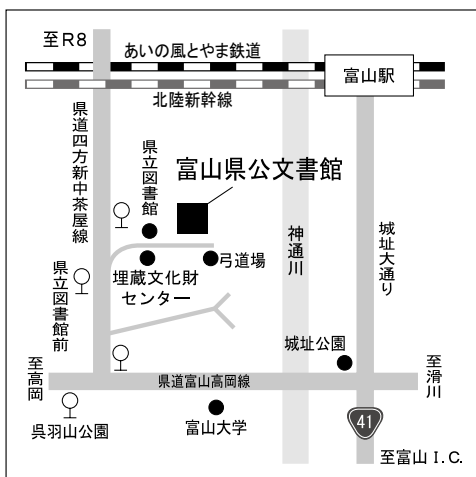 至R8
あいの風とやま鉄道
富山駅
北陸新幹線
県道四方新中茶屋線
県立図書館
富山県公文書館
神通川
城址大通り
弓道場
埋蔵文化財
センター
県立図書館前
城址公園
至高岡
県道富山高岡線
至滑川
呉羽山公園
富山大学
41
至富山 I.C.